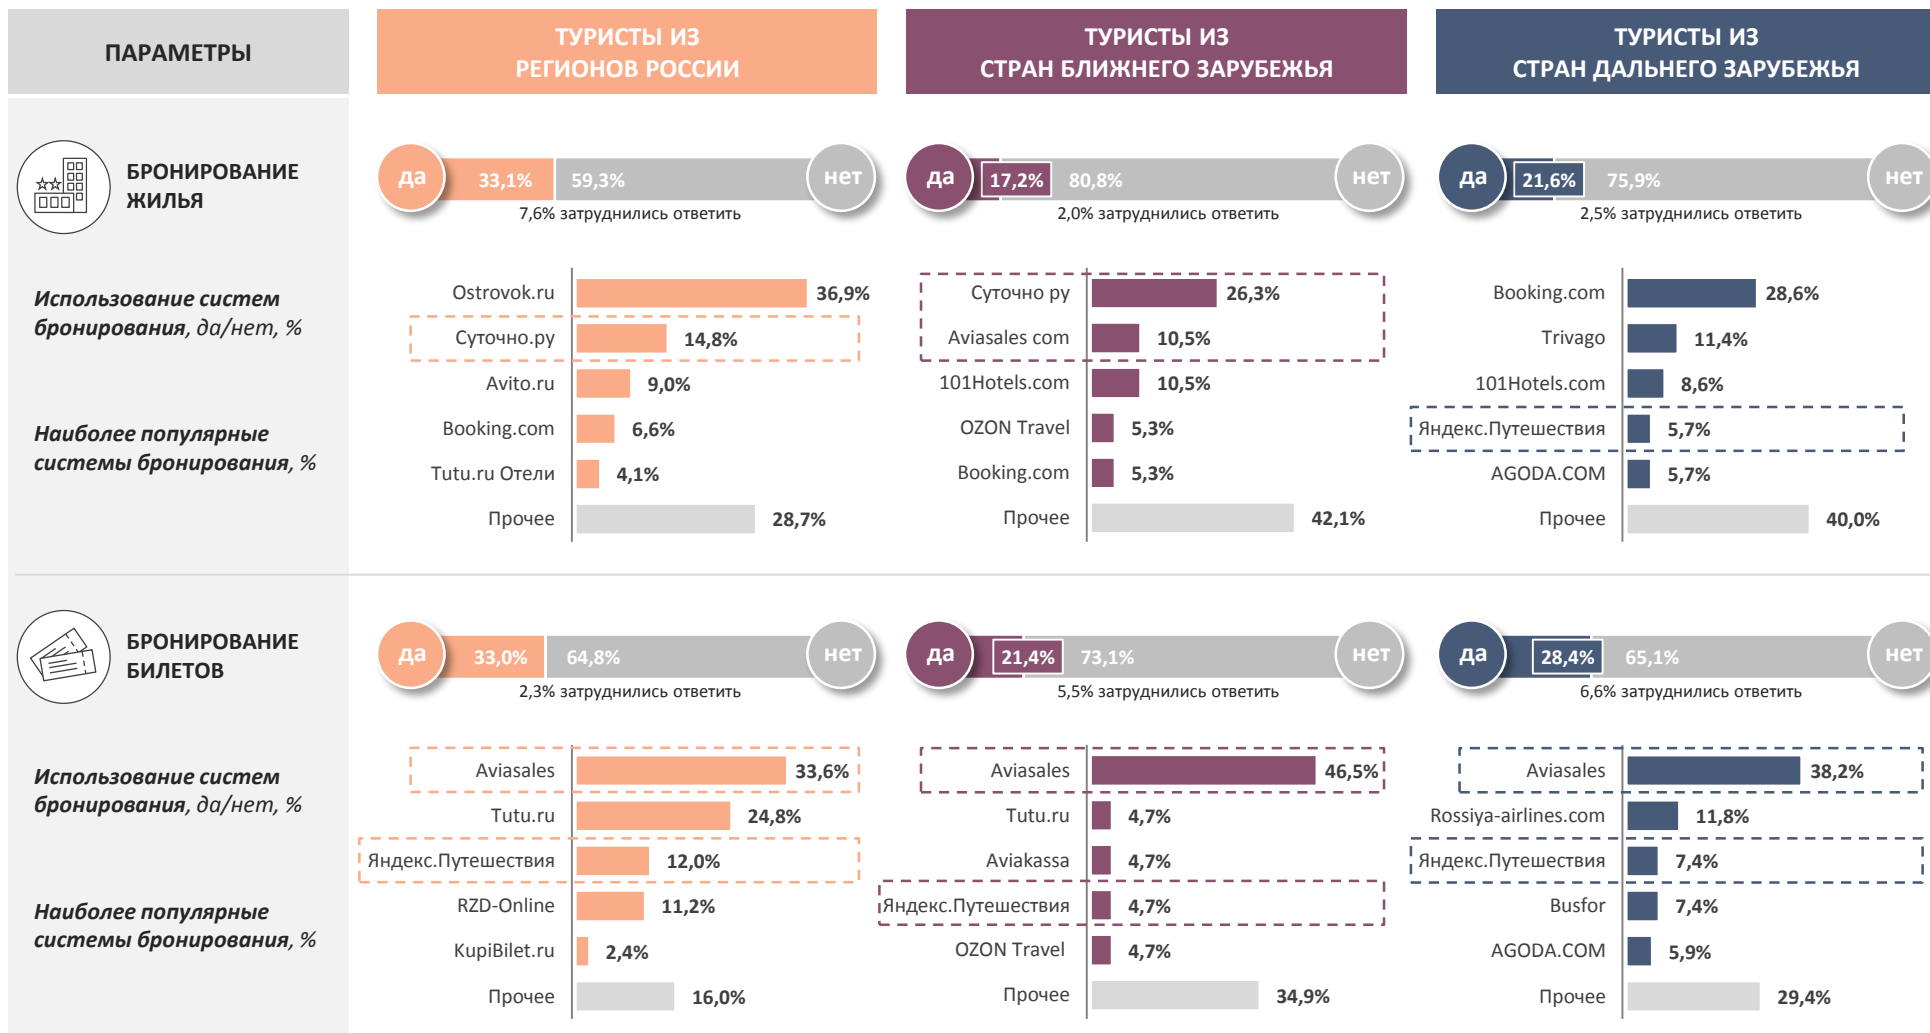 ПАРАМЕТРЫ
ТУРИСТЫ ИЗ
РЕГИОНОВ РОССИИ
ТУРИСТЫ ИЗ
СТРАН БЛИЖНЕГО ЗАРУБЕЖЬЯ
ТУРИСТЫ ИЗ
СТРАН ДАЛЬНЕГО ЗАРУБЕЖЬЯ
БРОНИРОВАНИЕ
ЖИЛЬЯ
да 33,1% 59,3% нет
7,6% затруднились ответить
да 17,2% 80,8% нет
2,0% затруднились ответить
да 21,6% 75,9% нет
2,5% затруднились ответить
Использование систем
бронирования, да/нет, %
Наиболее популярные
системы бронирования, %
Ostrovok.ru 36,9%
Суточно.ру 14,8%
Avito.ru 9,0%
Booking.com 6,6%
Tutu.ru Отели 4,1%
Прочее 28,7%
Суточно ру 26,3%
Aviasales com 10,5%
101Hotels.com 10,5%
OZON Travel 5,3%
Booking.com 5,3%
Прочее 42,1%
Booking.com 28,6%
Trivago 11,4%
101Hotels.com 8,6%
Яндекс.Путешествия 5,7%
AGODA.COM 5,7%
Прочее 40,0%
БРОНИРОВАНИЕ
БИЛЕТОВ
да 33,0% 64,8% нет
2,3% затруднились ответить
да 21,4% 73,1% нет
5,5% затруднились ответить
да 28,4% 65,1% нет
6,6% затруднились ответить
Использование систем
бронирования, да/нет, %
Наиболее популярные
системы бронирования, %
Aviasales 33,6%
Tutu.ru 24,8%
Яндекс.Путешествия 12,0%
RZD-Online 11,2%
KupiBilet.ru 2,4%
Прочее 16,0%
Aviasales 46,5%
Tutu.ru 4,7%
Aviakassa 4,7%
Яндекс.Путешествия 4,7%
OZON Travel 4,7%
Прочее 34,9%
Aviasales 38,2%
Rossiya-airlines.com 11,8%
Яндекс.Путешествия 7,4%
Busfor 7,4%
AGODA.COM 5,9%
Прочее 29,4%